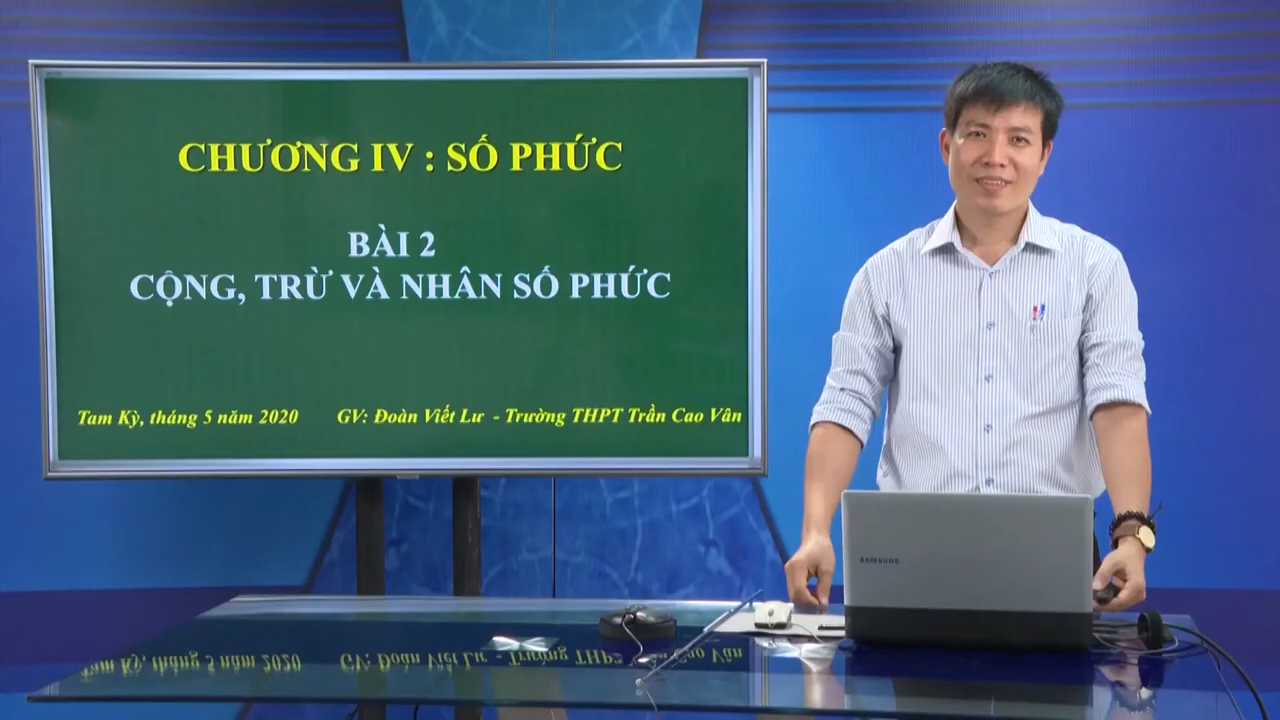 CHƯƠNG IV : SỐ PHỨC
BÀI 2
CỘNG, TRỪ VÀ NHÂN SỐ PHỨC
Tam Kỳ, tháng 5 năm 2020 GV: Đoàn Viết Lư - Trường THPT Trần Cao Vân
SAMSUNG